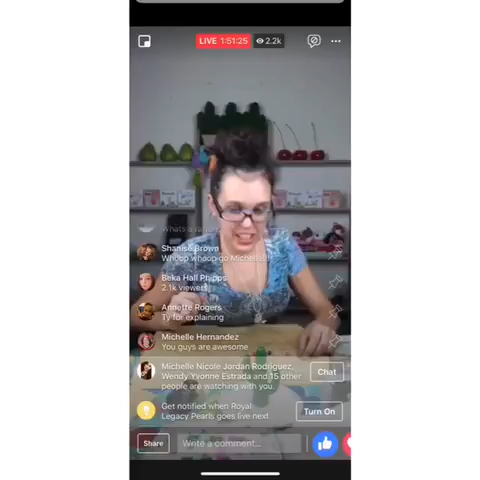 LIVE 1:51:25
2.2k
Whats a
Shanise Brown
Whoop whoop go Michelle!!!
Beka Hall Phipps
2.1k viewers
Annette Rogers
Ty for explaining
Michelle Hernandez
You guys are awesome
Michelle Nicole Jordan Rodriguez,
Wendy Yvonne Estrada and 15 other
people are watching with you.
Chat
Get notified when Royal
Legacy Pearls goes live next
Turn On
Share
Write a comment...